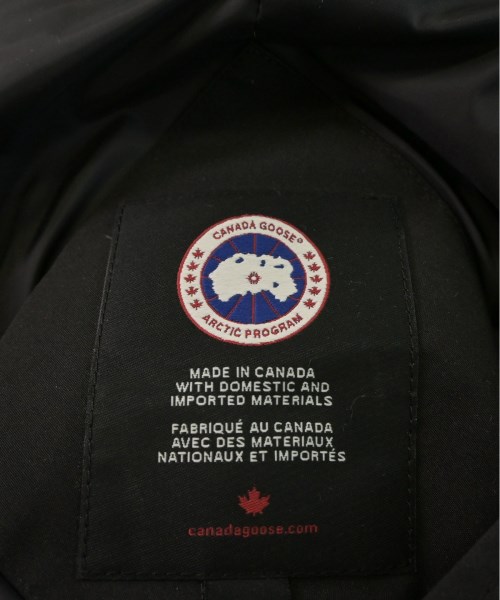 CANADA GOOSE®
ARCTIC PROGRAM
MADE IN CANADA
WITH DOMESTIC AND
IMPORTED MATERIALS
FABRIQUÉ AU CANADA
AVEC DES MATERIAUX
NATIONAUX ET IMPORTÉS
canadagoose.com